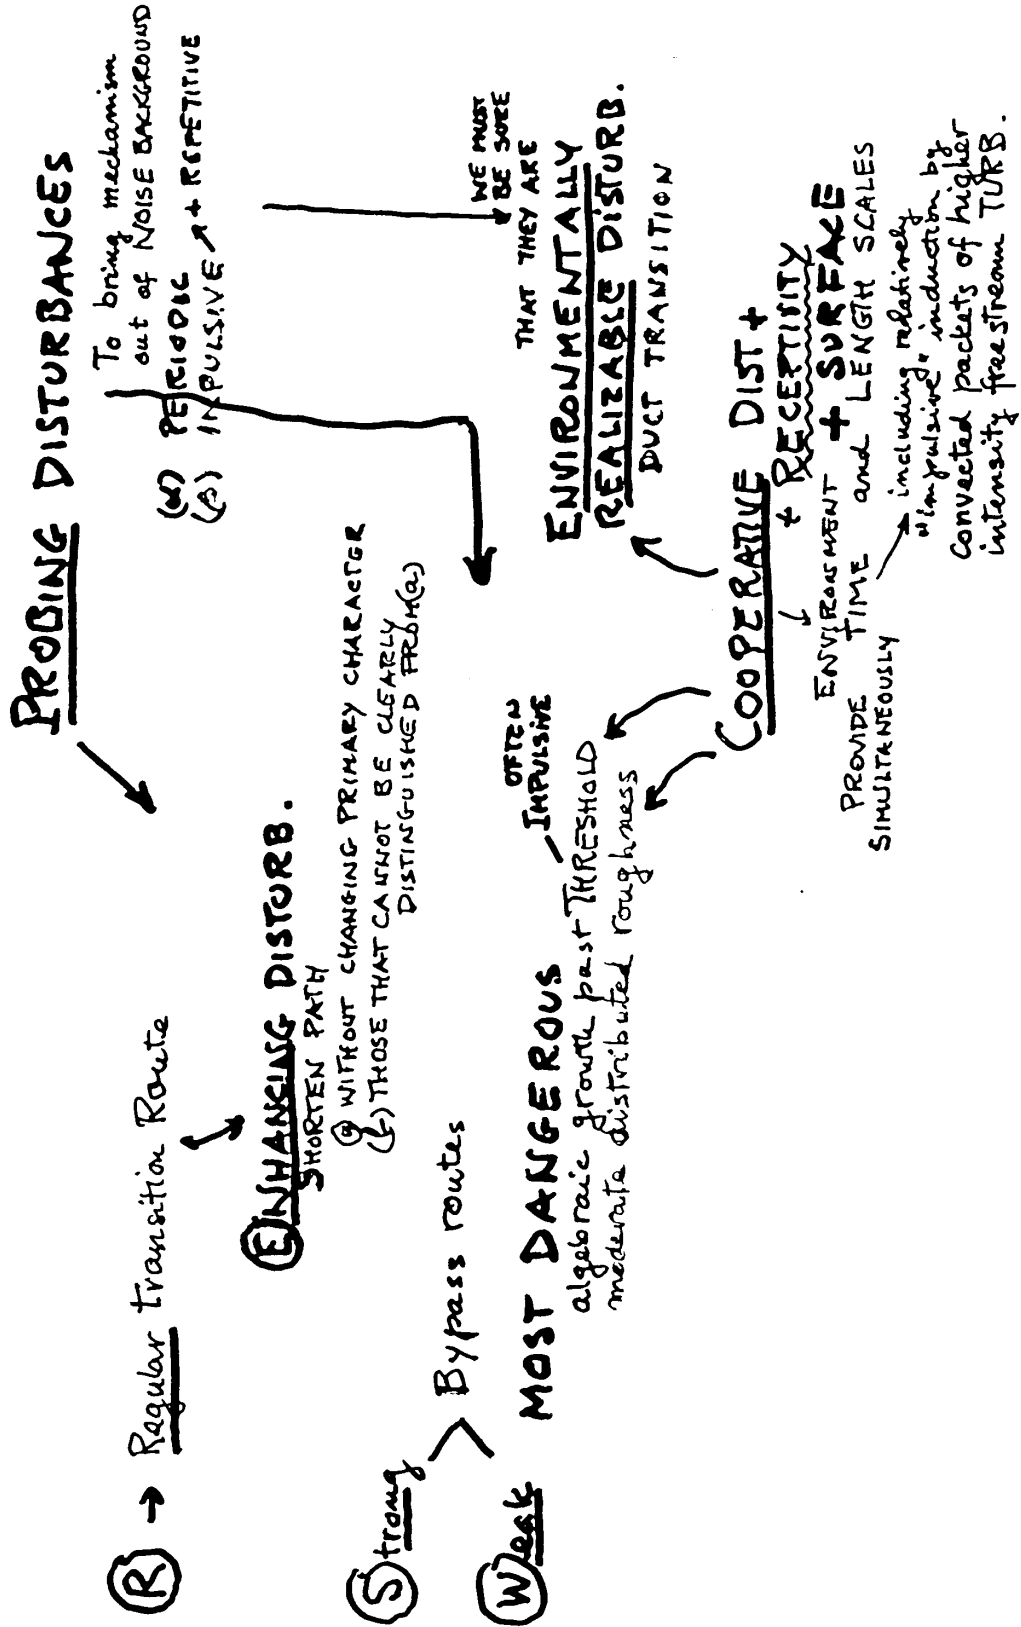 PROBING DISTURBANCES
To bring mechanism
out of NOISE BACKGROUND
(α) PERIODIC
(β) IMPULSIVE → + REPETITIVE
Ⓡ → Regular transition Route
ENHANCING DISTURB.
SHORTEN PATH
(a) WITHOUT CHANGING PRIMARY CHARACTER
(b) THOSE THAT CANNOT BE CLEARLY
DISTINGUISHED FROM (a)
Strong
Bypass routes
Weak
MOST DANGEROUS
OFTEN
IMPULSIVE
algebraic growth past THRESHOLD
moderate distributed roughness
WE MUST
BE SURE
THAT THEY ARE
ENVIRONMENTALLY
REALIZABLE DISTURB.
DUCT TRANSITION
COOPERATIVE DIST +
+ RECEPTIVITY
ENVIRONMENT + SURFACE
PROVIDE TIME and LENGTH SCALES
SIMULTANEOUSLY
including relatively
"impulsive" induction by
convected packets of higher
intensity freestream TURB.